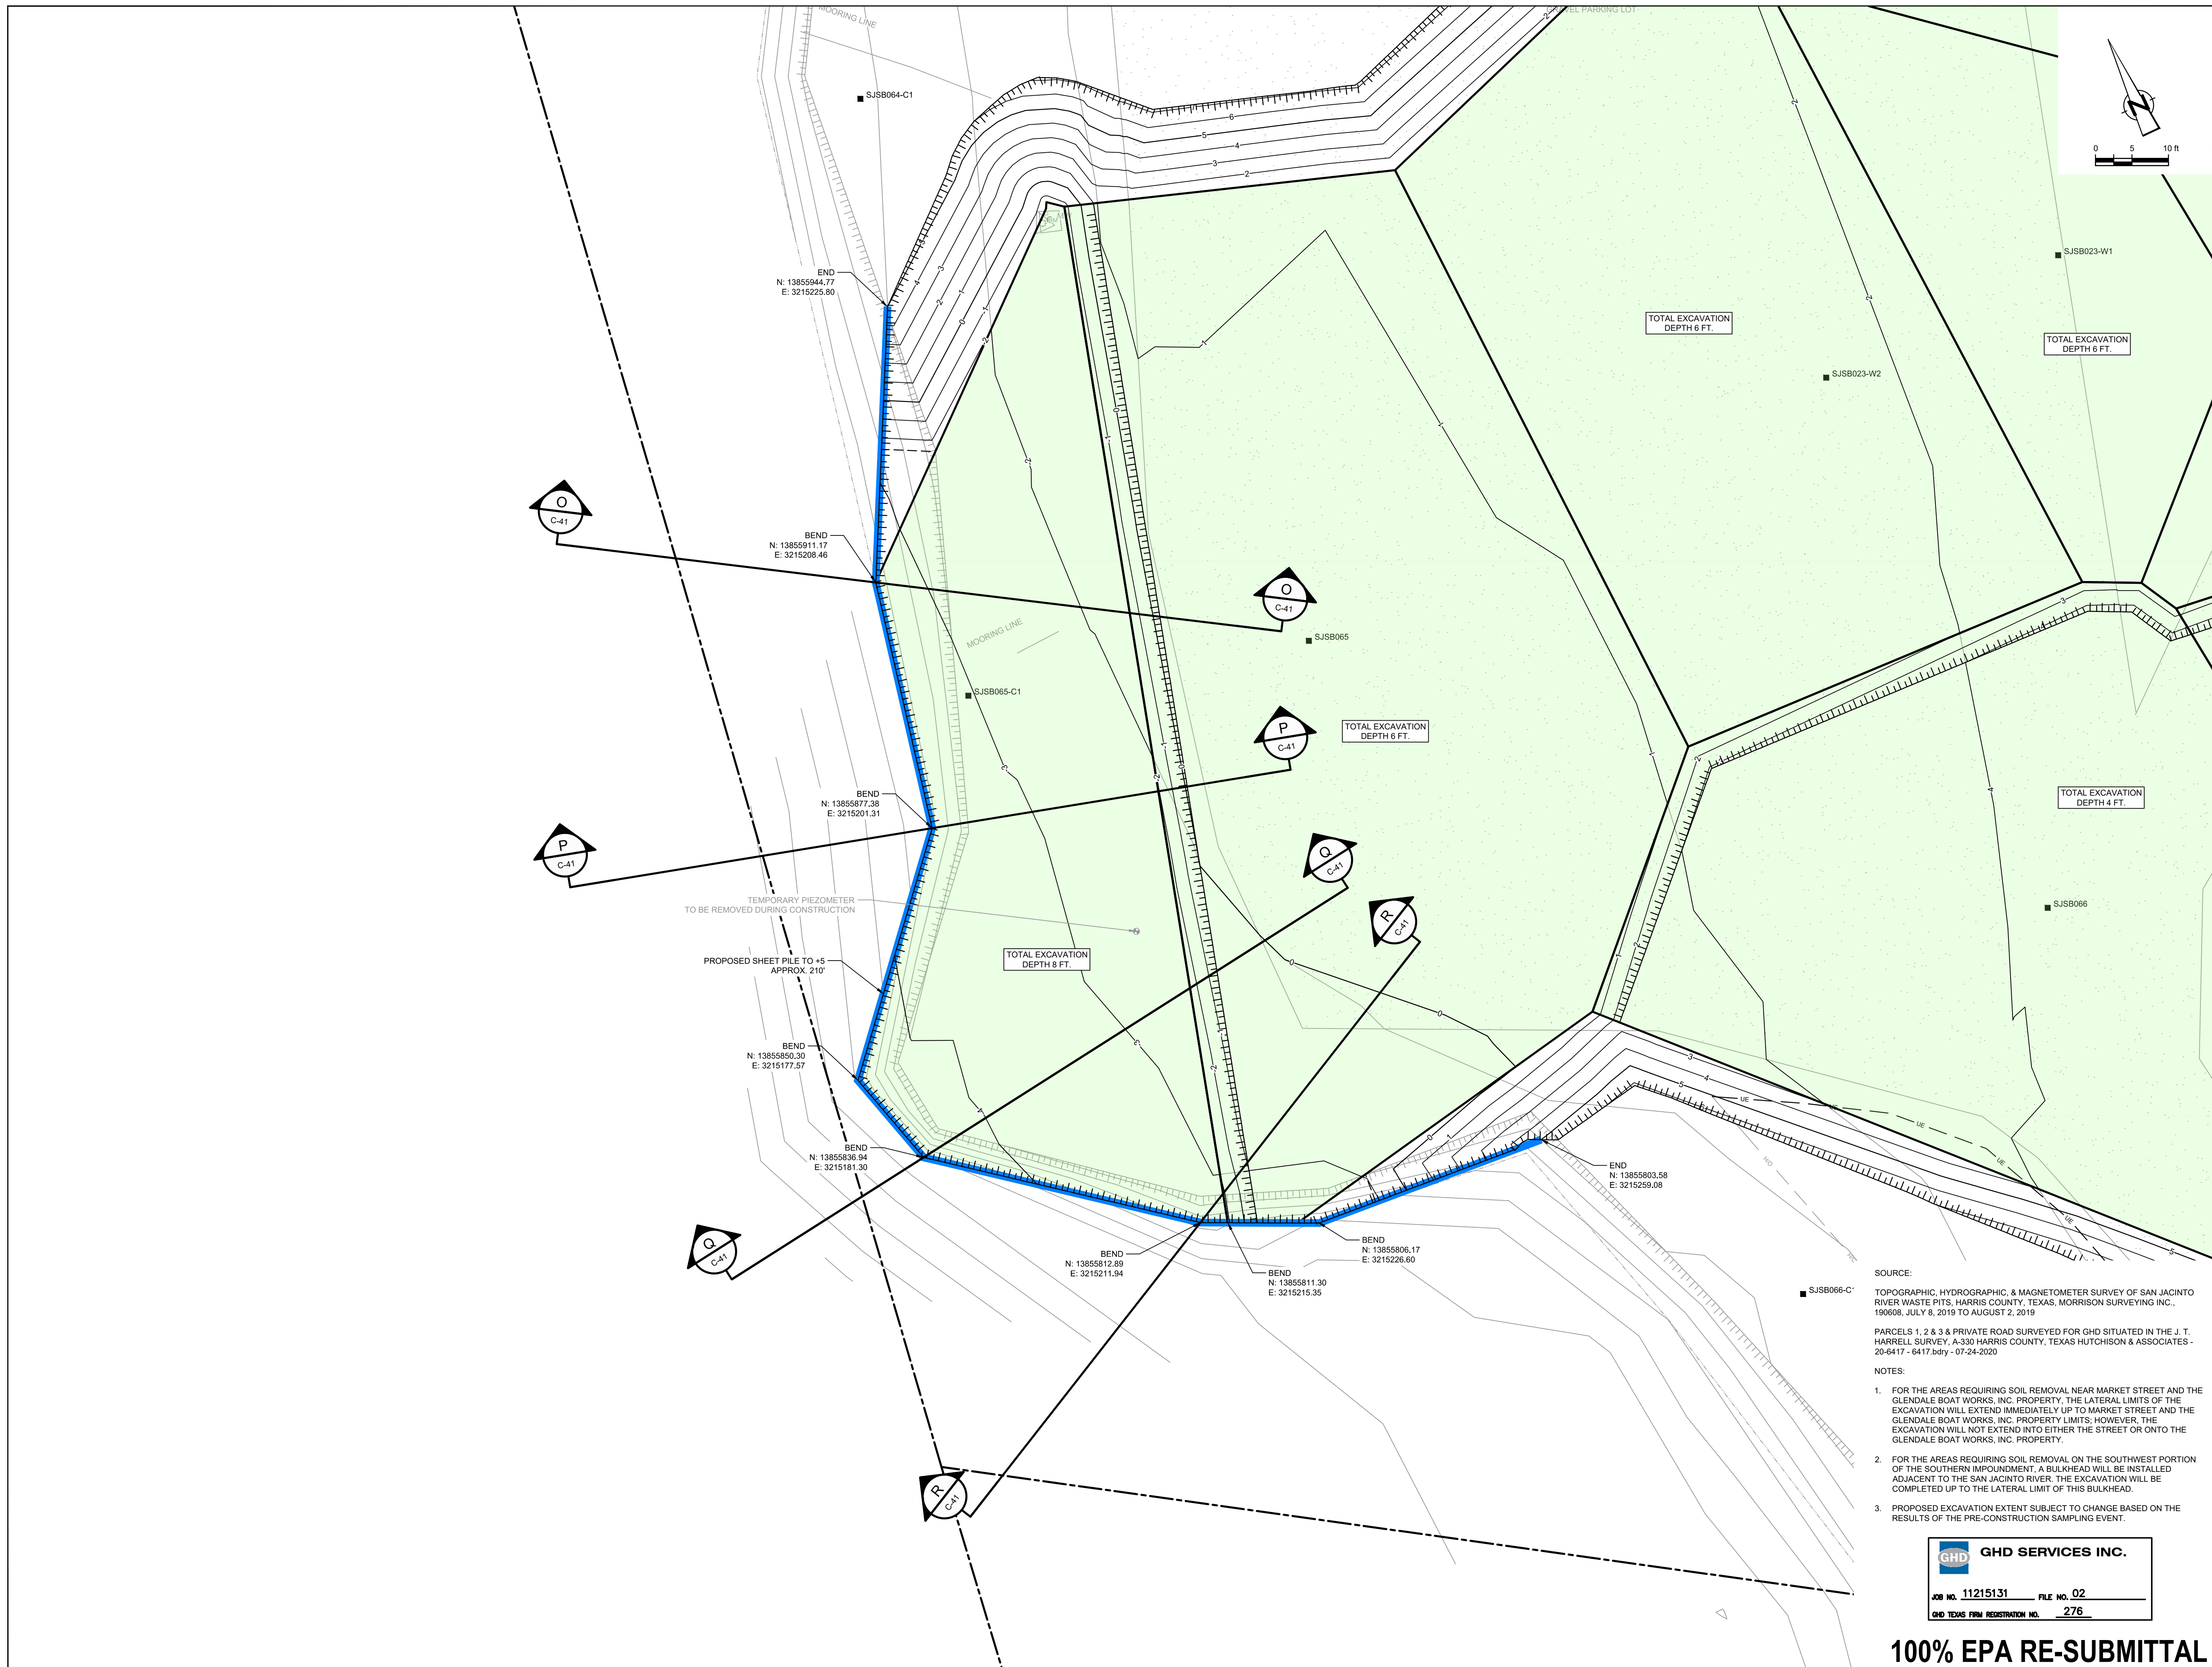 MOORING LINE
GRAVEL PARKING LOT
SJSB064-C1
0 5 10 ft
N
6
5
4
3
2
SJSB023-W1
END
N: 13855944.77
E: 3215225.80
TOTAL EXCAVATION
DEPTH 6 FT.
TOTAL EXCAVATION
DEPTH 6 FT.
SJSB023-W2
O
C-41
BEND
N: 13855911.17
E: 3215208.46
O
C-41
MOORING LINE
SJSB065
SJSB065-C1
P
C-41
TOTAL EXCAVATION
DEPTH 6 FT.
BEND
N: 13855877.38
E: 3215201.31
TOTAL EXCAVATION
DEPTH 4 FT.
P
C-41
Q
C-41
TEMPORARY PIEZOMETER
TO BE REMOVED DURING CONSTRUCTION
R
C-41
SJSB066
PROPOSED SHEET PILE TO +5
APPROX. 210'
TOTAL EXCAVATION
DEPTH 8 FT.
BEND
N: 13855850.30
E: 3215177.57
UE
UE
UE
UE
BEND
N: 13855836.94
E: 3215181.30
END
N: 13855803.58
E: 3215259.08
Q
C-41
BEND
N: 13855812.89
E: 3215211.94
BEND
N: 13855811.30
E: 3215215.35
BEND
N: 13855806.17
E: 3215226.60
SJSB066-C1
R
C-41
SOURCE:
TOPOGRAPHIC, HYDROGRAPHIC, & MAGNETOMETER SURVEY OF SAN JACINTO
RIVER WASTE PITS, HARRIS COUNTY, TEXAS, MORRISON SURVEYING INC.,
190608, JULY 8, 2019 TO AUGUST 2, 2019
PARCELS 1, 2 & 3 & PRIVATE ROAD SURVEYED FOR GHD SITUATED IN THE J. T.
HARRELL SURVEY, A-330 HARRIS COUNTY, TEXAS HUTCHISON & ASSOCIATES -
20-6417 - 6417.bdry - 07-24-2020
NOTES:
1. FOR THE AREAS REQUIRING SOIL REMOVAL NEAR MARKET STREET AND THE
GLENDALE BOAT WORKS, INC. PROPERTY, THE LATERAL LIMITS OF THE
EXCAVATION WILL EXTEND IMMEDIATELY UP TO MARKET STREET AND THE
GLENDALE BOAT WORKS, INC. PROPERTY LIMITS; HOWEVER, THE
EXCAVATION WILL NOT EXTEND INTO EITHER THE STREET OR ONTO THE
GLENDALE BOAT WORKS, INC. PROPERTY.
2. FOR THE AREAS REQUIRING SOIL REMOVAL ON THE SOUTHWEST PORTION
OF THE SOUTHERN IMPOUNDMENT, A BULKHEAD WILL BE INSTALLED
ADJACENT TO THE SAN JACINTO RIVER. THE EXCAVATION WILL BE
COMPLETED UP TO THE LATERAL LIMIT OF THIS BULKHEAD.
3. PROPOSED EXCAVATION EXTENT SUBJECT TO CHANGE BASED ON THE
RESULTS OF THE PRE-CONSTRUCTION SAMPLING EVENT.
GHD GHD SERVICES INC.
JOB NO. 11215131 FILE NO. 02
GHD TEXAS FIRM REGISTRATION NO. 276
100% EPA RE-SUBMITTAL